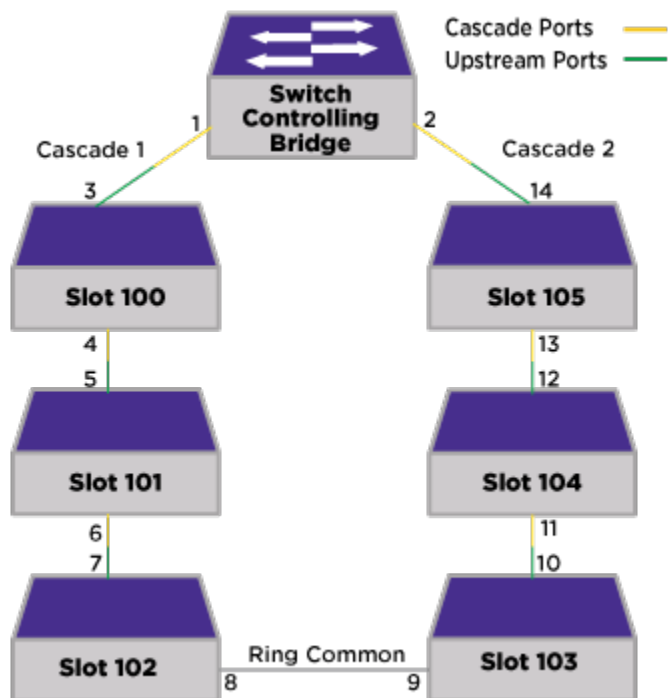 Cascade Ports
Upstream Ports
Switch
Controlling
Bridge
1
2
Cascade 1
Cascade 2
3
14
Slot 100
Slot 105
4
13
5
12
Slot 101
Slot 104
6
11
7
10
Slot 102
Ring Common
Slot 103
8
9